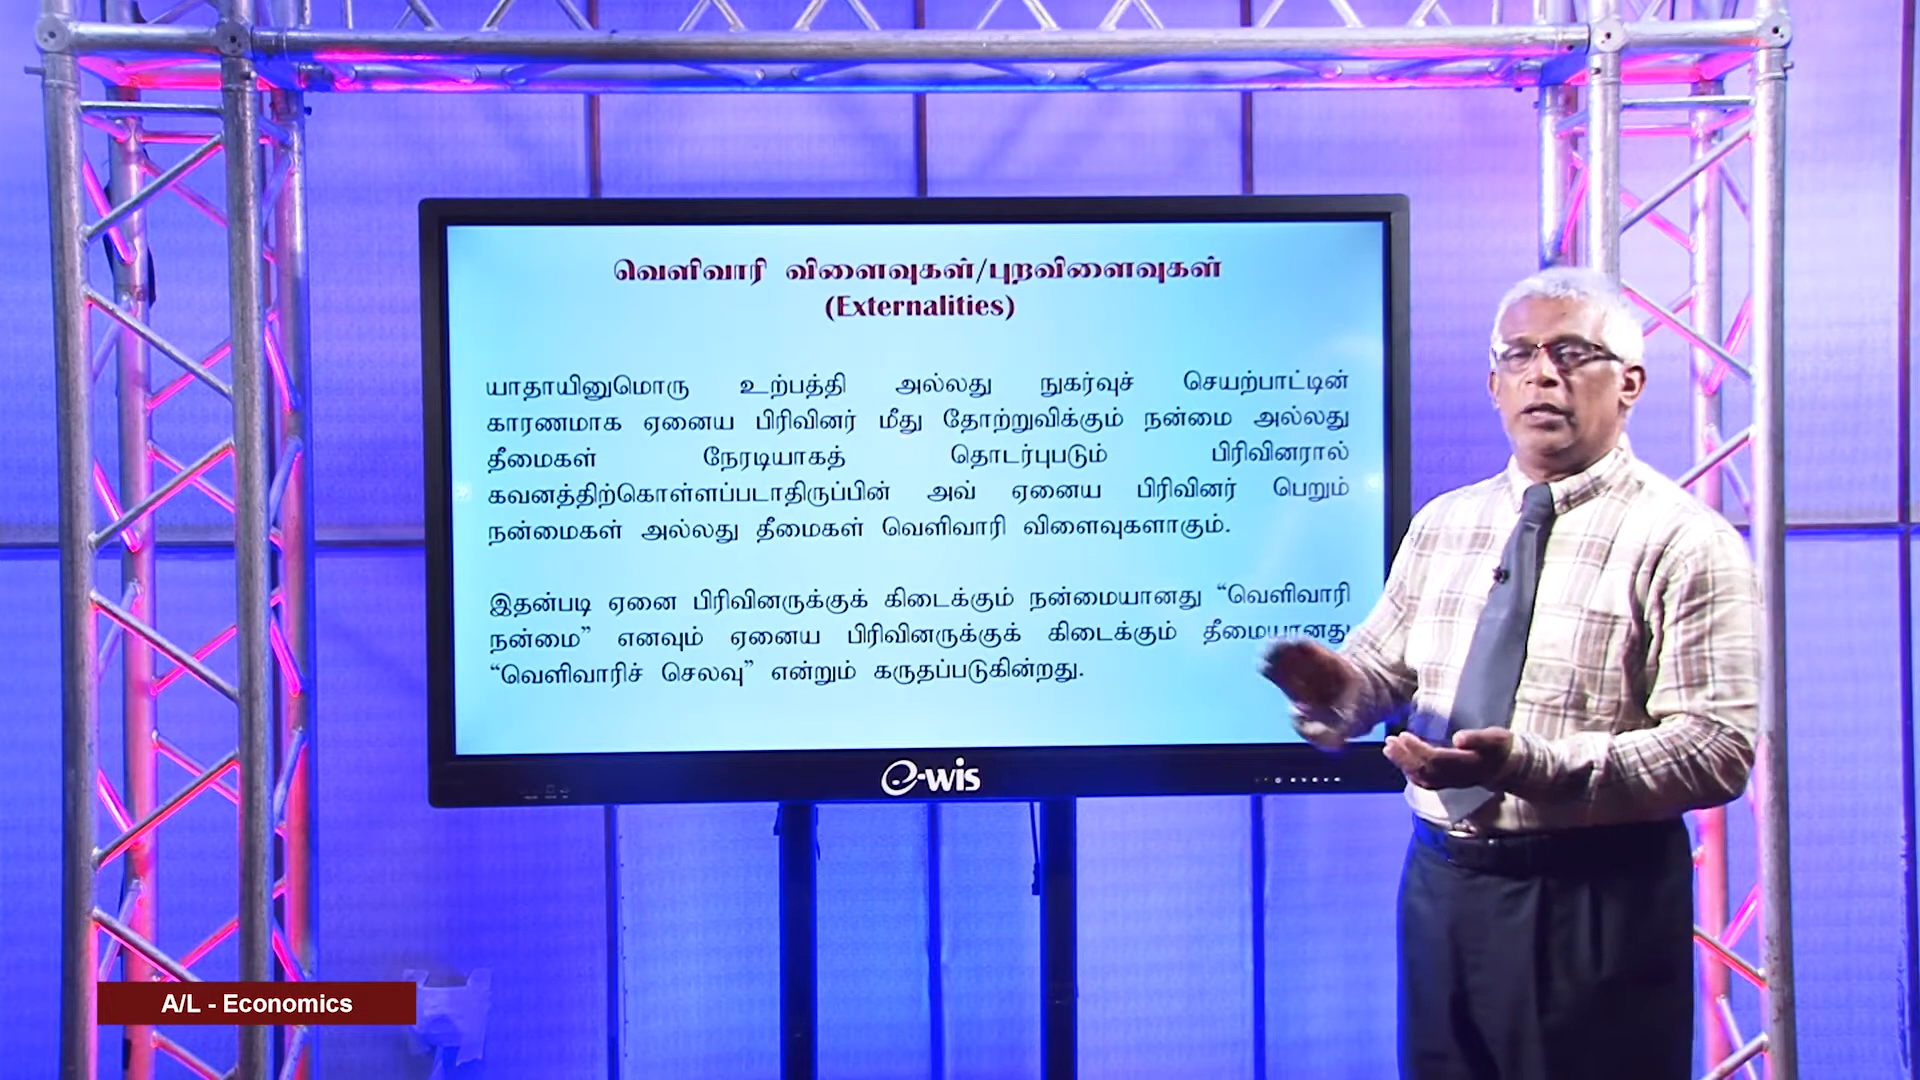 வெளிவாரி விளைவுகள்/புறவிளைவுகள்
(Externalities)
யாதாயினுமொரு உற்பத்தி அல்லது நுகர்வுச் செயற்பாட்டின்
காரணமாக ஏனைய பிரிவினர் மீது தோற்றுவிக்கும் நன்மை அல்லது
தீமைகள் நேரடியாகத் தொடர்புபடும் பிரிவினரால்
கவனத்திற்கொள்ளப்படாதிருப்பின் அவ் ஏனைய பிரிவினர் பெறும்
நன்மைகள் அல்லது தீமைகள் வெளிவாரி விளைவுகளாகும்.
இதன்படி ஏனை பிரிவினருக்குக் கிடைக்கும் நன்மையானது “வெளிவாரி
நன்மை” எனவும் ஏனைய பிரிவினருக்குக் கிடைக்கும் தீமையானது
“வெளிவாரிச் செலவு” என்றும் கருதப்படுகின்றது.
e-wis
A/L - Economics